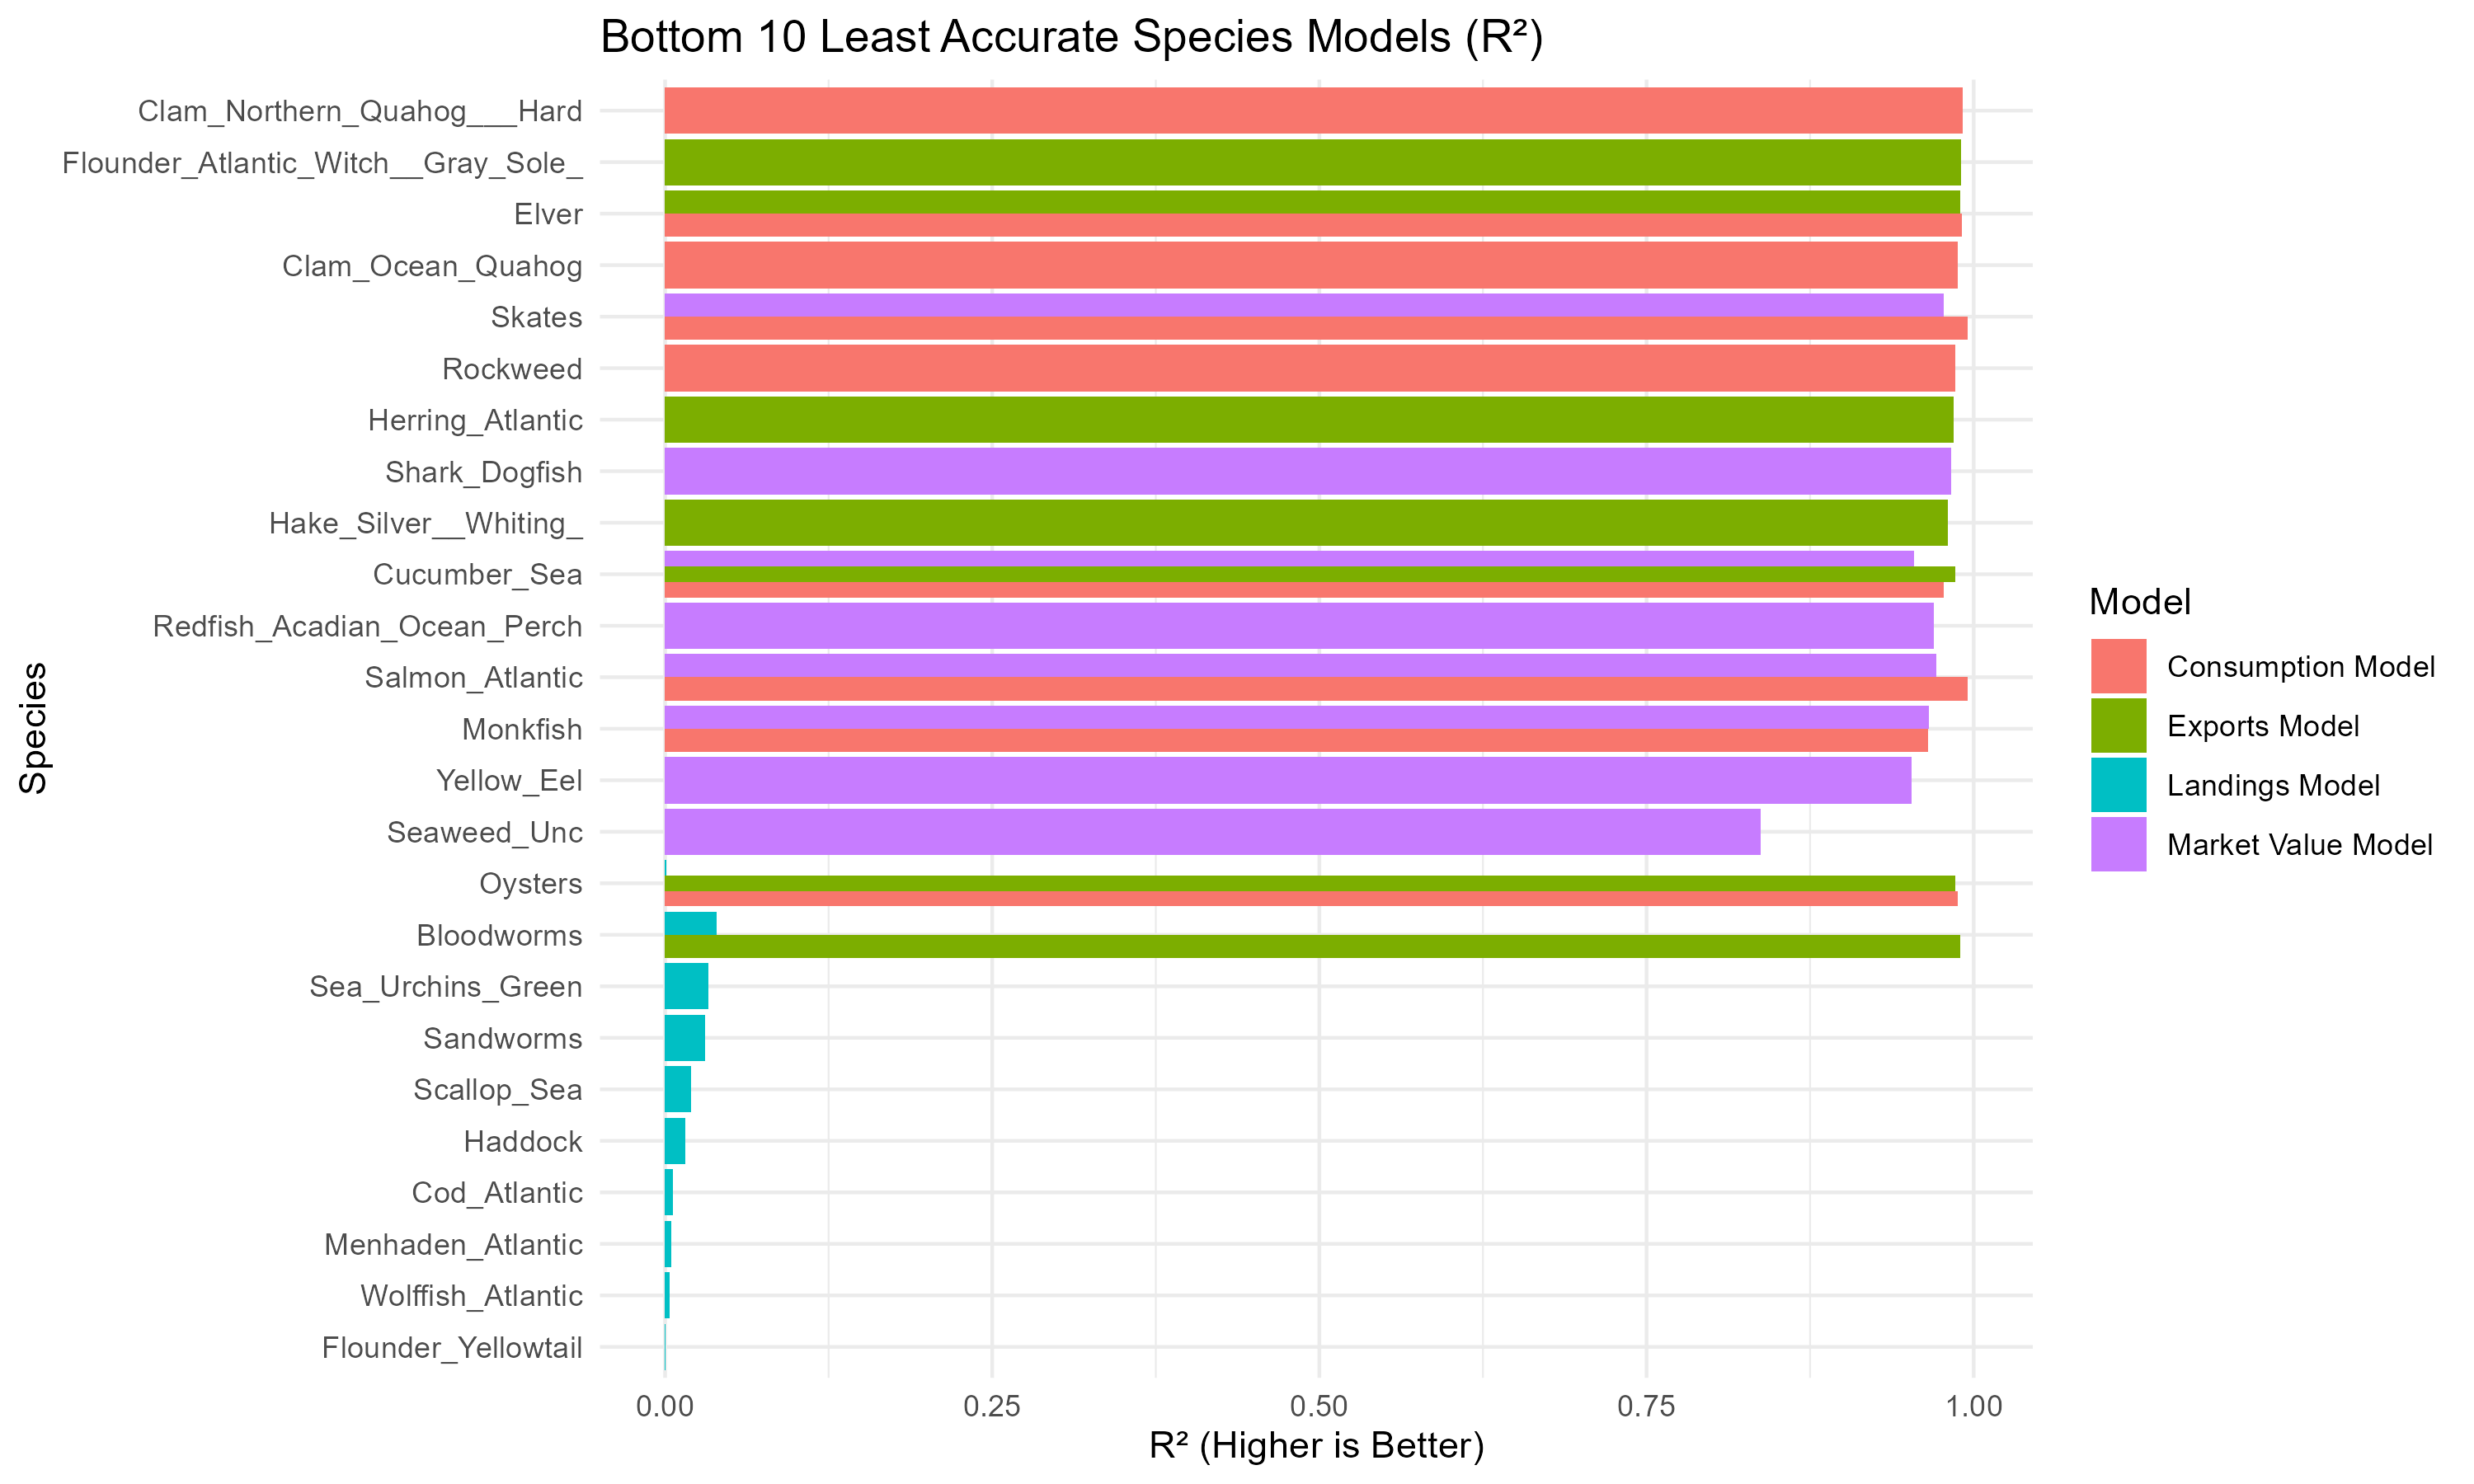 Bottom 10 Least Accurate Species Models (R²)
Species
Clam_Northern_Quahog___Hard
Flounder_Atlantic_Witch__Gray_Sole_
Elver
Clam_Ocean_Quahog
Skates
Rockweed
Herring_Atlantic
Shark_Dogfish
Hake_Silver__Whiting_
Cucumber_Sea
Redfish_Acadian_Ocean_Perch
Salmon_Atlantic
Monkfish
Yellow_Eel
Seaweed_Unc
Oysters
Bloodworms
Sea_Urchins_Green
Sandworms
Scallop_Sea
Haddock
Cod_Atlantic
Menhaden_Atlantic
Wolffish_Atlantic
Flounder_Yellowtail
0.00 0.25 0.50 0.75 1.00
R² (Higher is Better)
Model
Consumption Model
Exports Model
Landings Model
Market Value Model